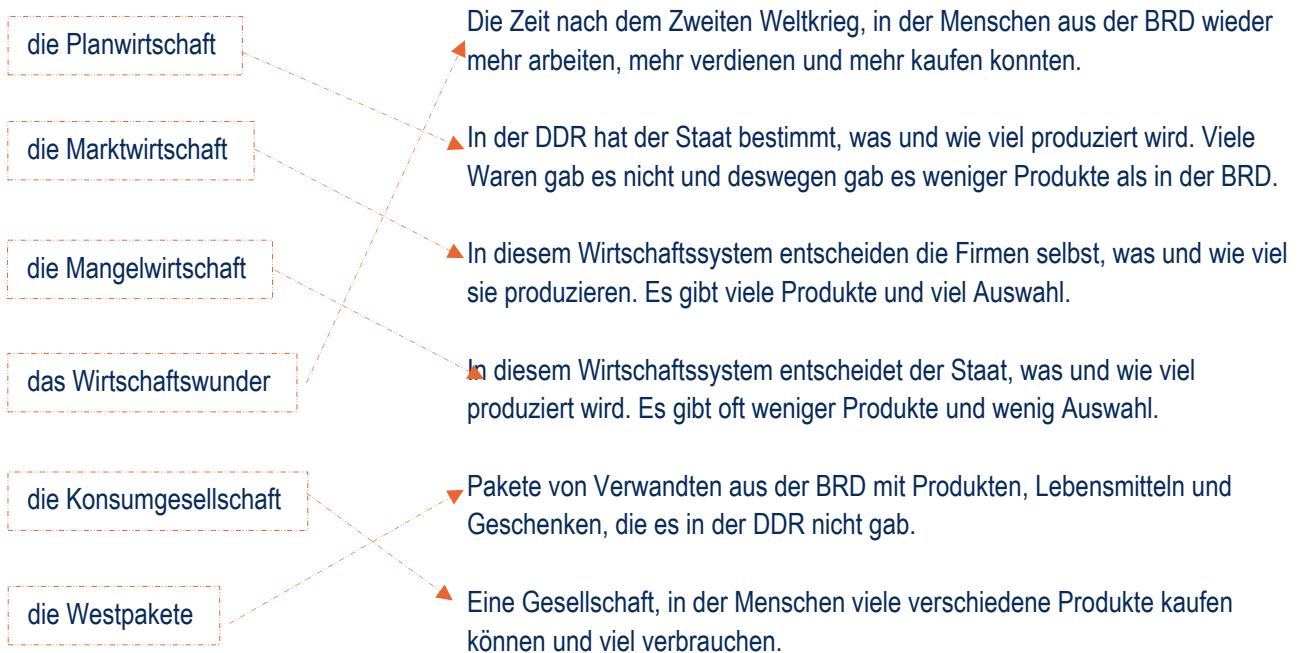 die Planwirtschaft
die Marktwirtschaft
die Mangelwirtschaft
das Wirtschaftswunder
die Konsumgesellschaft
die Westpakete
Die Zeit nach dem Zweiten Weltkrieg, in der Menschen aus der BRD wieder
mehr arbeiten, mehr verdienen und mehr kaufen konnten.
In der DDR hat der Staat bestimmt, was und wie viel produziert wird. Viele
Waren gab es nicht und deswegen gab es weniger Produkte als in der BRD.
In diesem Wirtschaftssystem entscheiden die Firmen selbst, was und wie viel
sie produzieren. Es gibt viele Produkte und viel Auswahl.
In diesem Wirtschaftssystem entscheidet der Staat, was und wie viel
produziert wird. Es gibt oft weniger Produkte und wenig Auswahl.
Pakete von Verwandten aus der BRD mit Produkten, Lebensmitteln und
Geschenken, die es in der DDR nicht gab.
Eine Gesellschaft, in der Menschen viele verschiedene Produkte kaufen
können und viel verbrauchen.